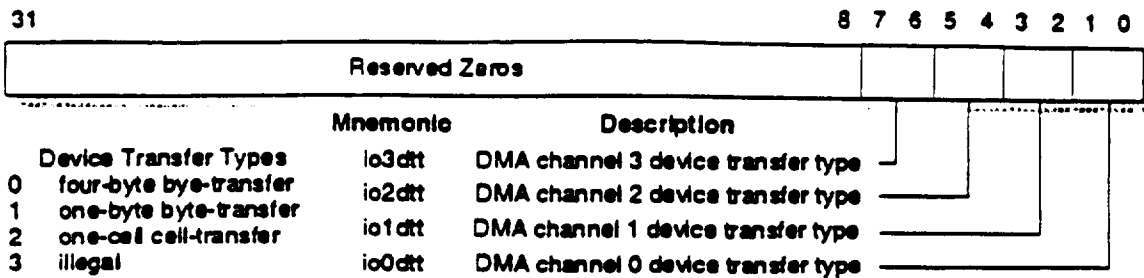 31 8 7 6 5 4 3 2 1 0
Reserved Zeros
Mnemonic Description
Device Transfer Types io3dtt DMA channel 3 device transfer type
0 four-byte bye-transfer io2dtt DMA channel 2 device transfer type
1 one-byte byte-transfer
2 one-cell cell-transfer io1dtt DMA channel 1 device transfer type
3 illegal io0dtt DMA channel 0 device transfer type